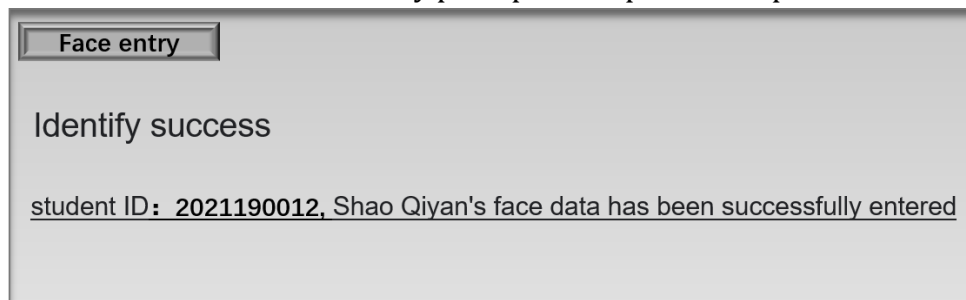 Face entry
Identify success
student ID： 2021190012, Shao Qiyan's face data has been successfully entered